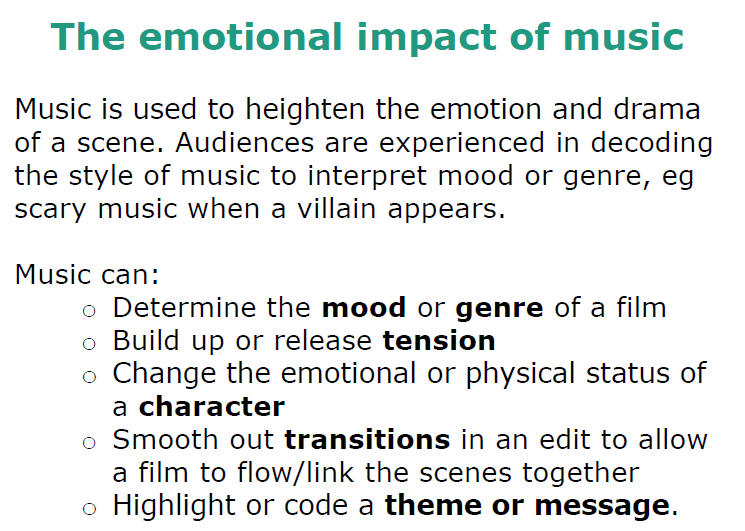 The emotional impact of music
Music is used to heighten the emotion and drama
of a scene. Audiences are experienced in decoding
the style of music to interpret mood or genre, eg
scary music when a villain appears.
Music can:
○ Determine the mood or genre of a film
○ Build up or release tension
○ Change the emotional or physical status of
a character
○ Smooth out transitions in an edit to allow
a film to flow/link the scenes together
○ Highlight or code a theme or message.